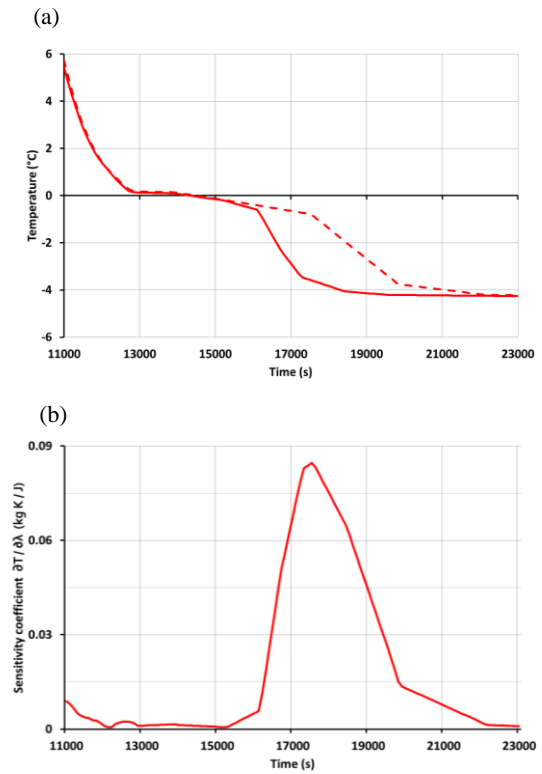 (a)
6
4
2
0
-2
-4
-6
Temperature (°C)
11000 13000 15000 17000 19000 21000 23000
Time (s)
(b)
0.09
0.06
0.03
0
Sensitivity coefficient ∂T / ∂λ (kg K / J)
11000 13000 15000 17000 19000 21000 23000
Time (s)